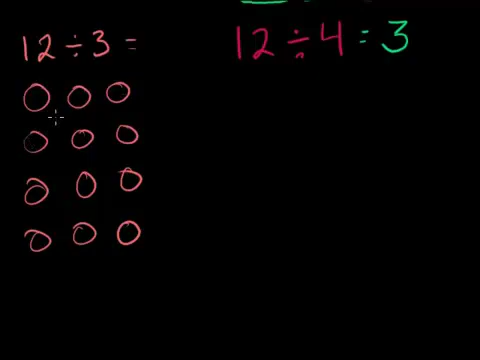 12 ÷ 3 =
12 ÷ 4 = 3